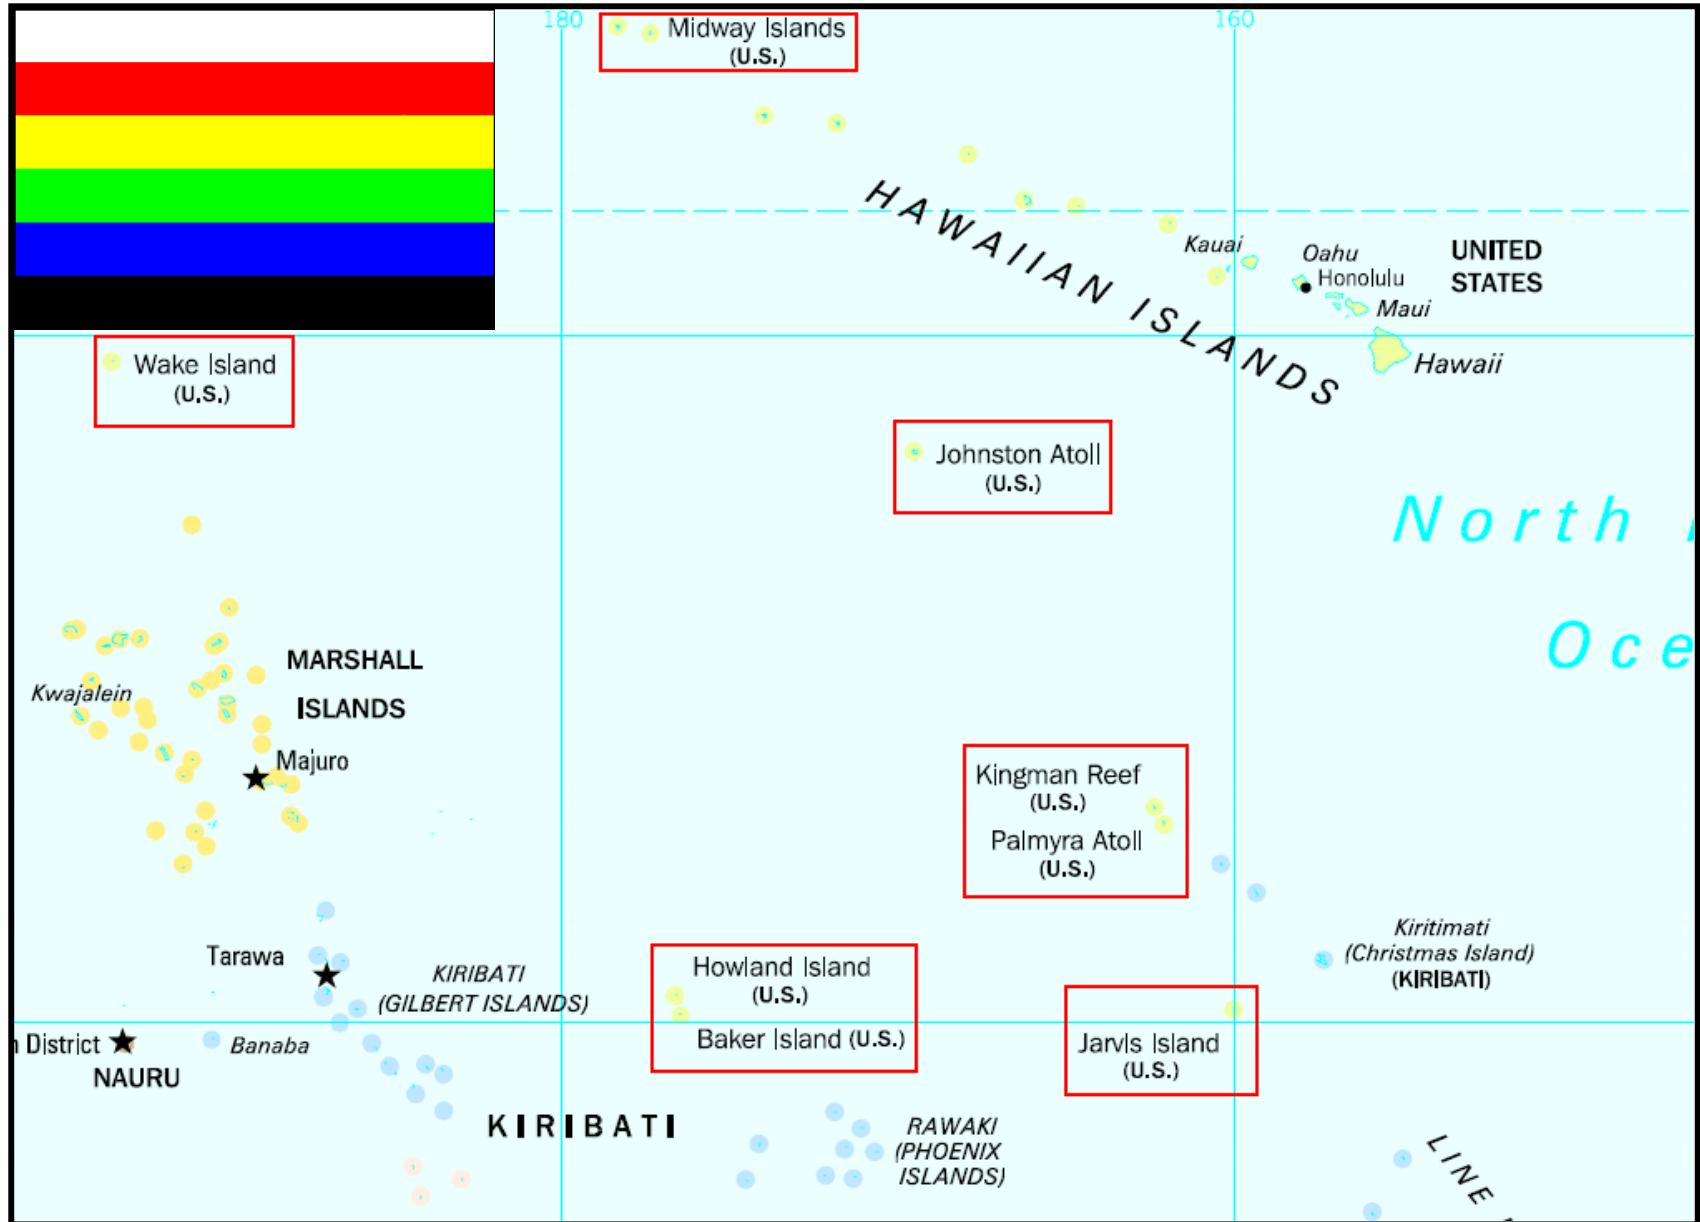 180
160
Midway Islands
(U.S.)
HAWAIIAN ISLANDS
Kauai
Oahu
Honolulu
Maui
Hawaii
UNITED
STATES
Wake Island
(U.S.)
Johnston Atoll
(U.S.)
North
Oce
MARSHALL
ISLANDS
Kwajalein
Majuro
Kingman Reef
(U.S.)
Palmyra Atoll
(U.S.)
Kiritimati
(Christmas Island)
(KIRIBATI)
Tarawa
KIRIBATI
(GILBERT ISLANDS)
Howland Island
(U.S.)
Baker Island (U.S.)
Jarvis Island
(U.S.)
District
NAURU
Banaba
KIRIBATI
RAWAKI
(PHOENIX
ISLANDS)
LINE